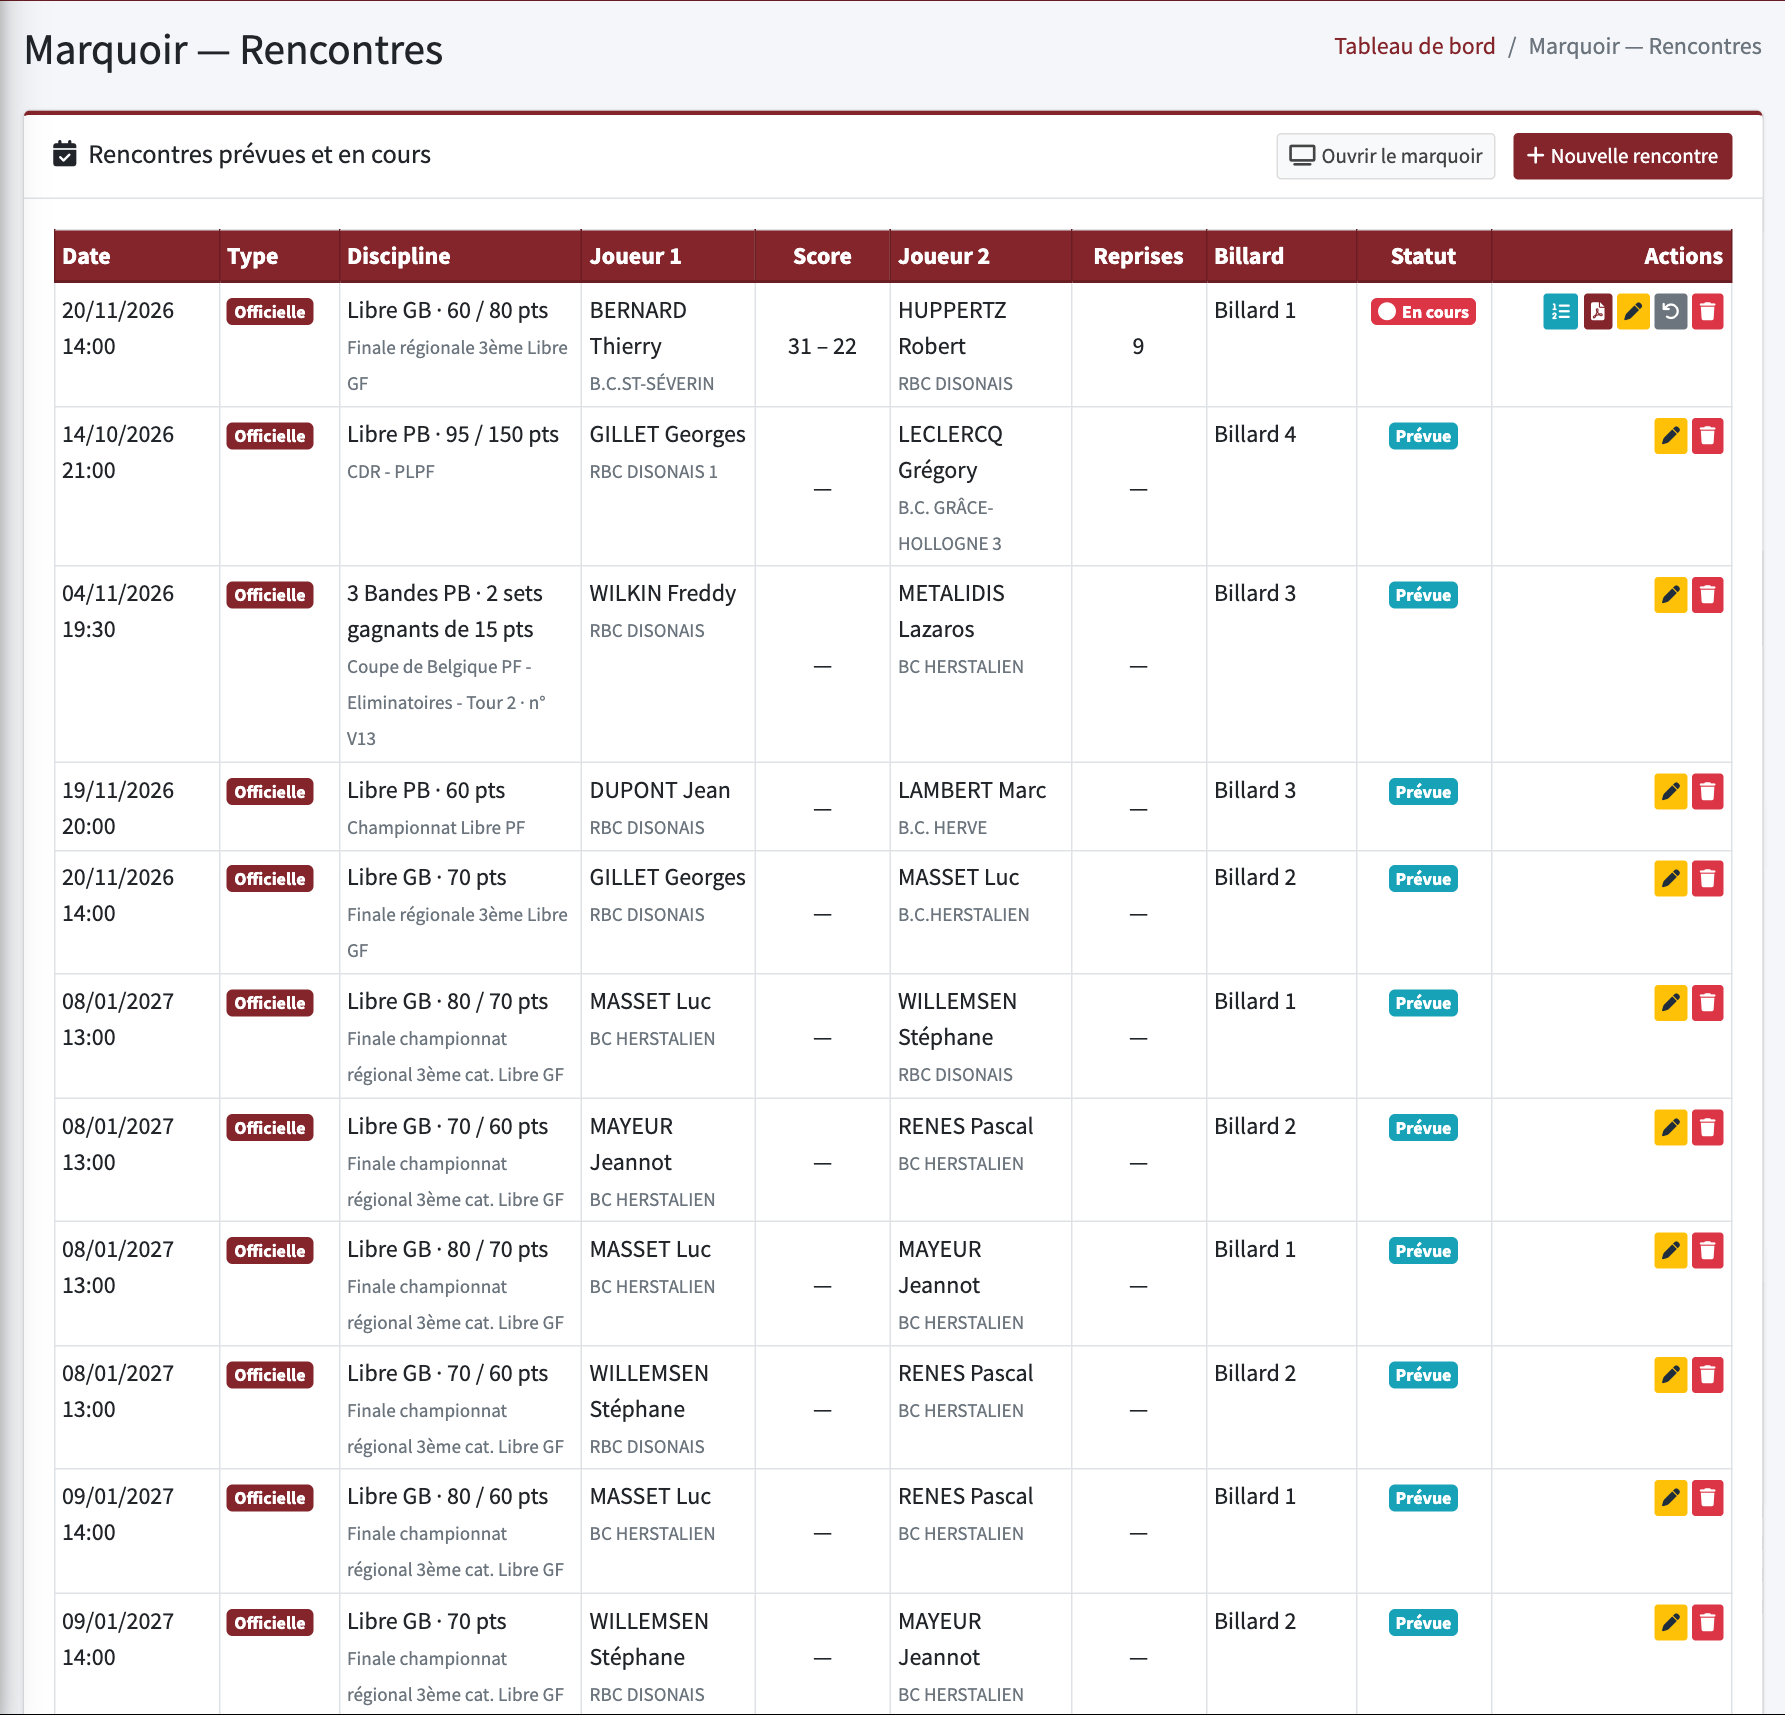 Marquoir — Rencontres
Tableau de bord / Marquoir — Rencontres
Rencontres prévues et en cours
Ouvrir le marquoir
Nouvelle rencontre
Date Type Discipline Joueur 1 Score Joueur 2 Reprises Billard Statut Actions
20/11/2026 Officielle Libre GB · 60 / 80 pts BERNARD HUPPERTZ Billard 1 En cours
14:00 Thierry 31 – 22 Robert 9
Finale régionale 3ème Libre
GF B.C.ST-SÉVERIN RBC DISONAIS
14/10/2026 Officielle Libre PB · 95 / 150 pts GILLET Georges LECLERCQ Billard 4 Prévue
21:00 CDR - PLPF RBC DISONAIS 1 Grégory
— B.C. GRÂCE- —
HOLLOGNE 3
04/11/2026 Officielle 3 Bandes PB · 2 sets WILKIN Freddy METALIDIS Billard 3 Prévue
19:30 gagnants de 15 pts RBC DISONAIS Lazaros
Coupe de Belgique PF - — BC HERSTALIEN —
Eliminatoires - Tour 2 · n°
V13
19/11/2026 Officielle Libre PB · 60 pts DUPONT Jean — LAMBERT Marc — Billard 3 Prévue
20:00 Championnat Libre PF RBC DISONAIS B.C. HERVE
20/11/2026 Officielle Libre GB · 70 pts GILLET Georges MASSET Luc Billard 2 Prévue
14:00 Finale régionale 3ème Libre RBC DISONAIS — B.C.HERSTALIEN —
GF
08/01/2027 Officielle Libre GB · 80 / 70 pts MASSET Luc WILLEMSEN Billard 1 Prévue
13:00 Finale championnat BC HERSTALIEN — Stéphane —
régional 3ème cat. Libre GF RBC DISONAIS
08/01/2027 Officielle Libre GB · 70 / 60 pts MAYEUR RENES Pascal Billard 2 Prévue
13:00 Finale championnat Jeannot — BC HERSTALIEN —
régional 3ème cat. Libre GF BC HERSTALIEN
08/01/2027 Officielle Libre GB · 80 / 70 pts MASSET Luc MAYEUR Billard 1 Prévue
13:00 Finale championnat BC HERSTALIEN — Jeannot —
régional 3ème cat. Libre GF BC HERSTALIEN
08/01/2027 Officielle Libre GB · 70 / 60 pts WILLEMSEN RENES Pascal Billard 2 Prévue
13:00 Finale championnat Stéphane — BC HERSTALIEN —
régional 3ème cat. Libre GF RBC DISONAIS
09/01/2027 Officielle Libre GB · 80 / 60 pts MASSET Luc RENES Pascal Billard 1 Prévue
14:00 Finale championnat BC HERSTALIEN — BC HERSTALIEN —
régional 3ème cat. Libre GF
09/01/2027 Officielle Libre GB · 70 pts WILLEMSEN MAYEUR Billard 2 Prévue
14:00 Finale championnat Stéphane — Jeannot —
régional 3ème cat. Libre GF RBC DISONAIS BC HERSTALIEN